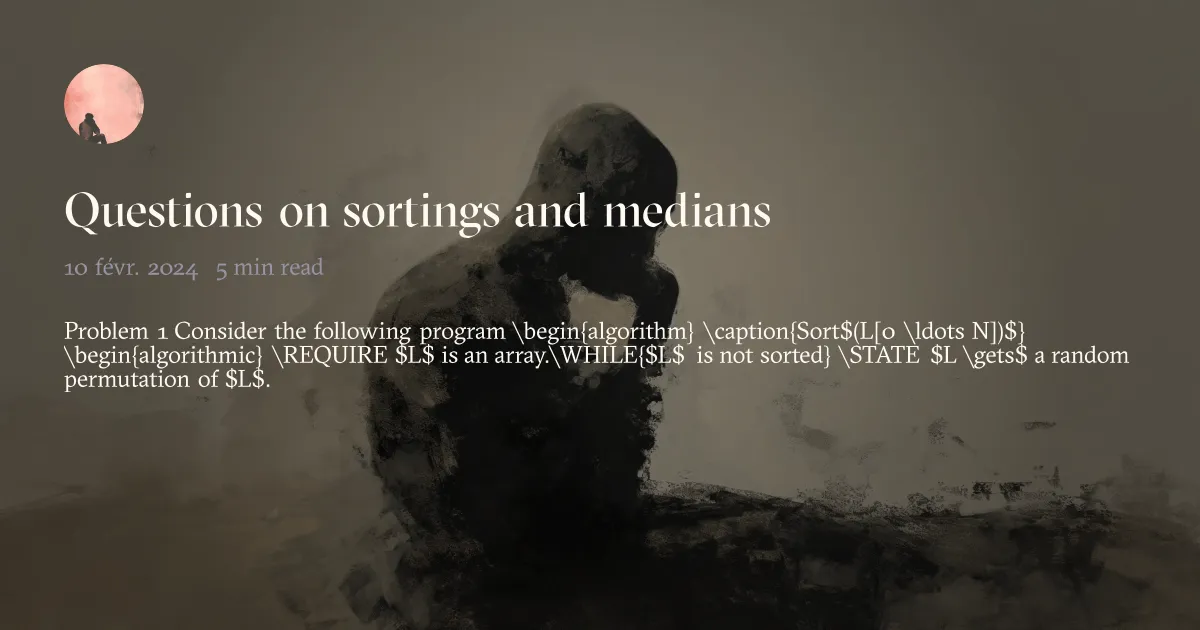 Questions on sortings and medians
10 févr. 2024 5 min read
Problem 1 Consider the following program \begin{algorithm} \caption{Sort$(L[0 \ldots N])$}
\begin{algorithmic} \REQUIRE $L$ is an array.\WHILE{$L$ is not sorted} \STATE $L \gets$ a random
permutation of $L$.